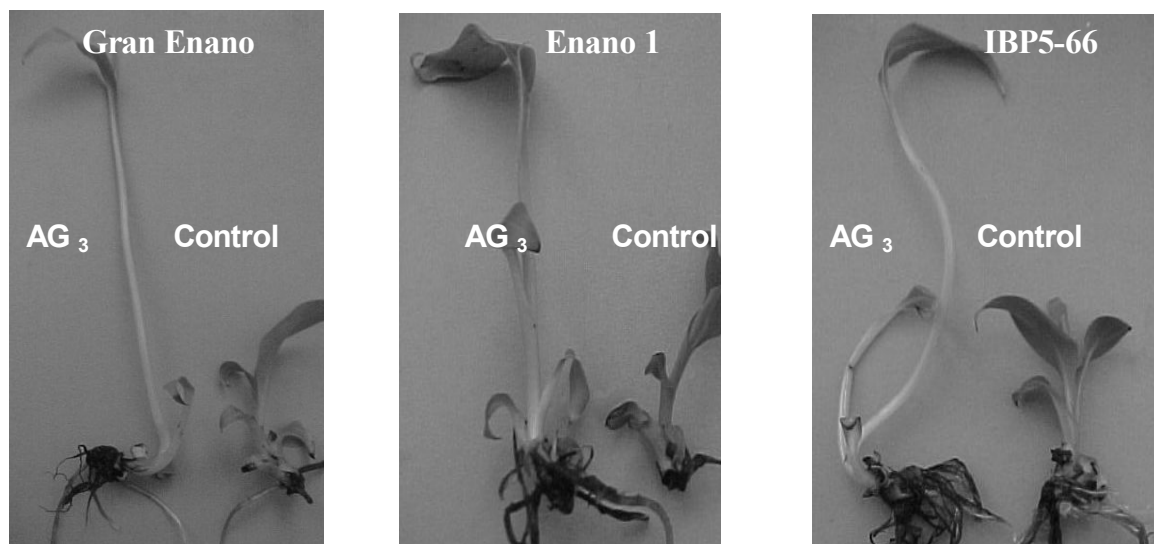 Gran Enano
AG 3 Control
Enano 1
AG 3 Control
IBP5-66
AG 3 Control